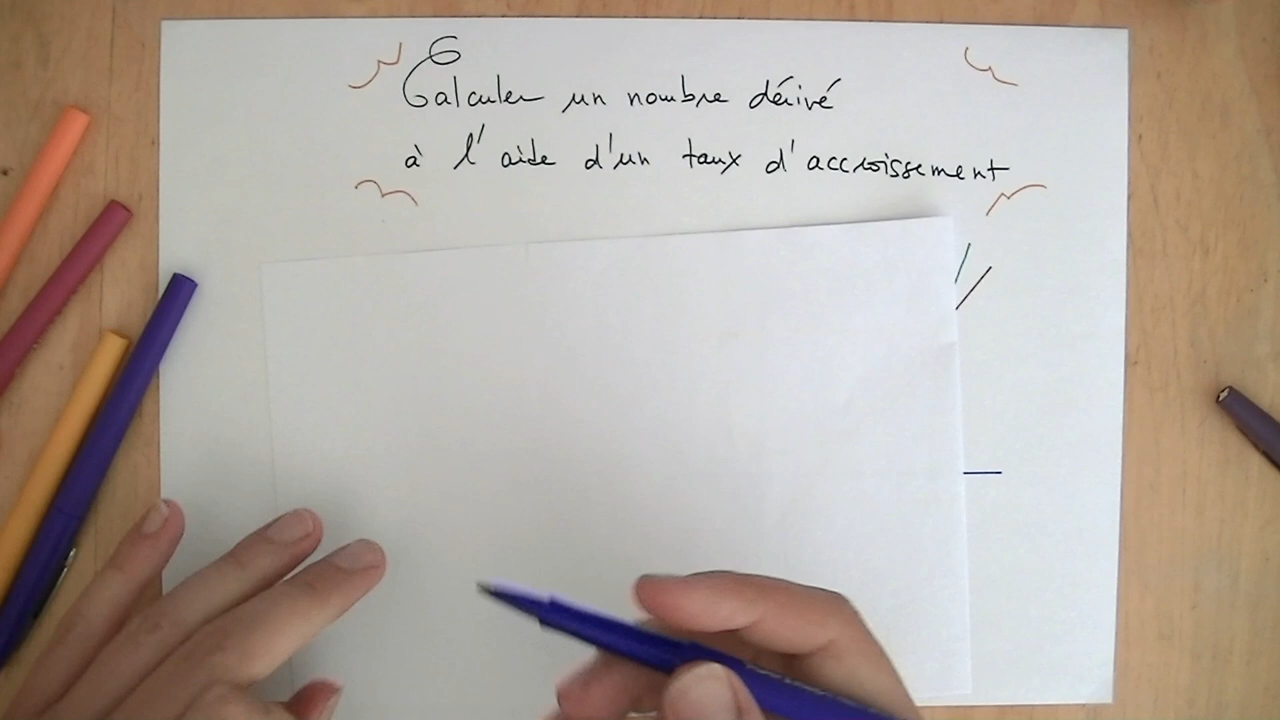 Calculer un nombre dérivé
à l'aide d'un taux d'accroissement